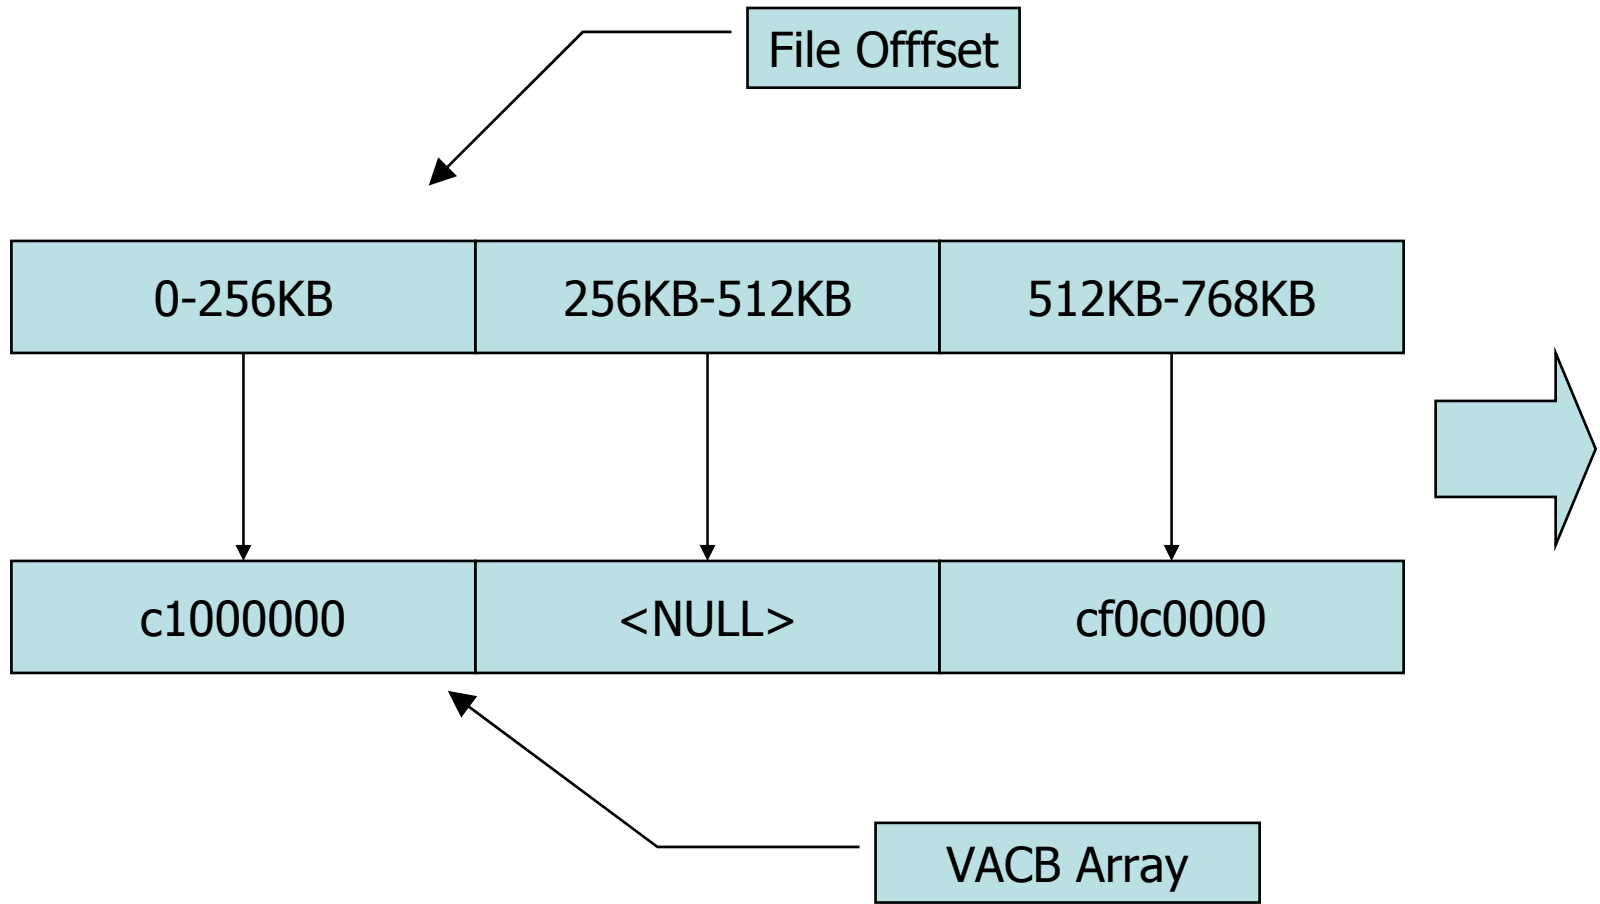 File Offfset
0-256KB 256KB-512KB 512KB-768KB
c1000000 <NULL> cf0c0000
VACB Array